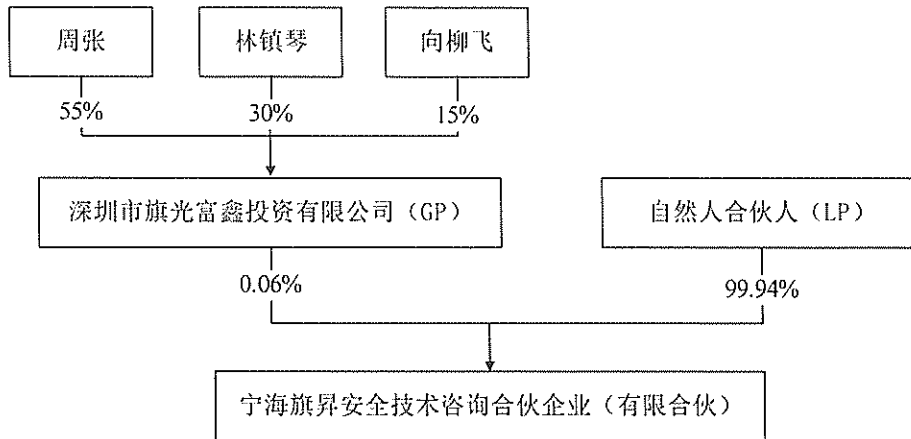 周张 林镇琴 向柳飞
55% 30% 15%
深圳市旗光富鑫投资有限公司（GP） 自然人合伙人（LP）
0.06% 99.94%
宁海旗昇安全技术咨询合伙企业（有限合伙）